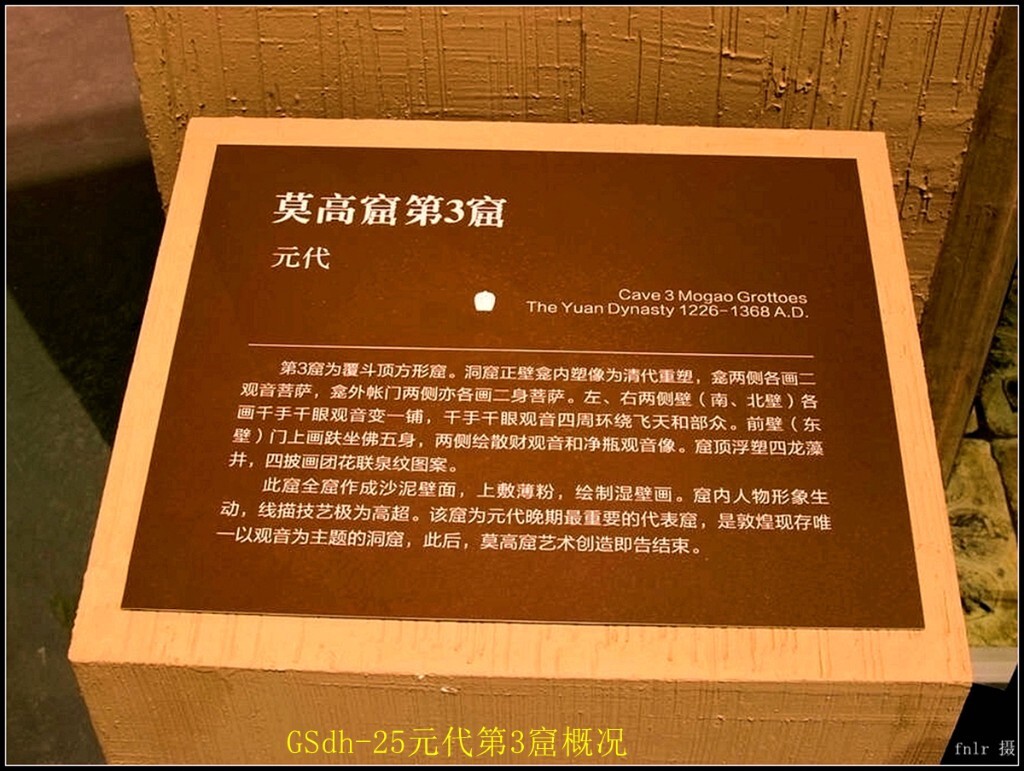 莫高窟第3窟
元代
Cave 3 Mogao Grottoes
The Yuan Dynasty 1226-1368 A.D.
第3窟为覆斗顶方形窟。洞窟正壁龛内塑像为清代重塑，龛两侧各画二
观音菩萨，龛外帐门两侧亦各画二身菩萨。左、右两侧壁（南、北壁）各
画千手千眼观音变一铺，千手千眼观音四周环绕飞天和部众。前壁（东
壁）门上画趺坐佛五身，两侧绘散财观音和净瓶观音像。窟顶浮塑四龙藻
井，四披画团花联泉纹图案。
此窟全窟作成沙泥壁面，上敷薄粉，绘制湿壁画。窟内人物形象生
动，线描技艺极为高超。该窟为元代晚期最重要的代表窟，是敦煌现存唯
一以观音为主题的洞窟，此后，莫高窟艺术创造即告结束。
GSdh-25元代第3窟概况
fnlr 摄